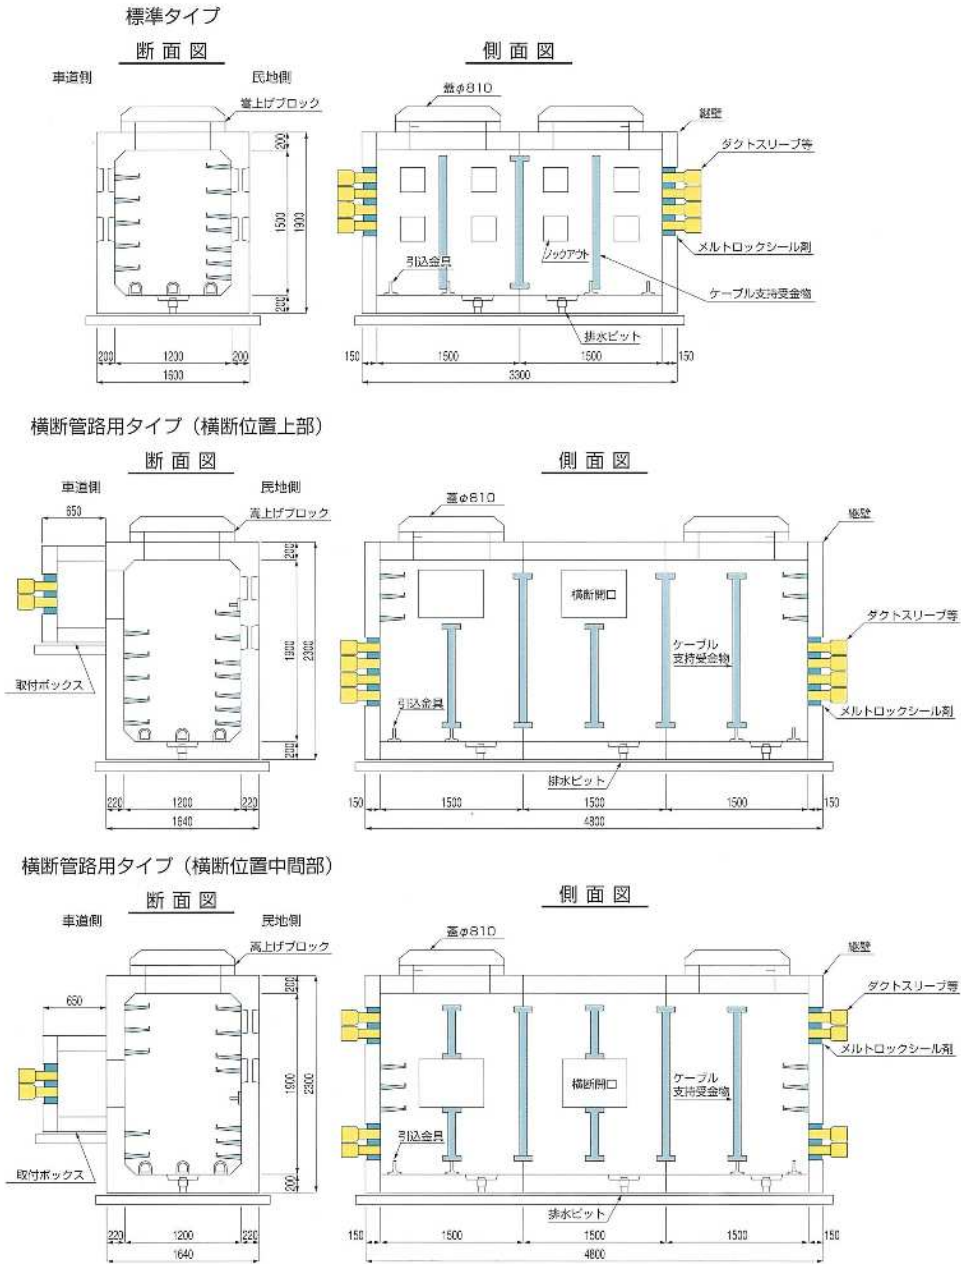 標準タイプ
断面図
側面図
車道側
民地側
嵩上げブロック
蓋φ810
継壁
ダクトスリーブ等
メルトロックシール剤
ケーブル支持受金物
引込金具
ノックアウト
排水ピット
200
1500
1900
200
200
1200
200
1600
150
1500
1500
150
3300
横断管路用タイプ（横断位置上部）
断面図
側面図
車道側
民地側
650
嵩上げブロック
蓋φ810
継壁
横断開口
ダクトスリーブ等
ケーブル
支持受金物
取付ボックス
引込金具
メルトロックシール剤
排水ピット
200
1900
2300
200
220
1200
220
1640
150
1500
1500
1500
150
4800
横断管路用タイプ（横断位置中間部）
断面図
側面図
車道側
民地側
嵩上げブロック
蓋φ810
継壁
650
ダクトスリーブ等
メルトロックシール剤
横断開口
ケーブル
支持受金物
引込金具
取付ボックス
排水ピット
200
1900
2300
200
220
1200
220
1640
150
1500
1500
1500
150
4800